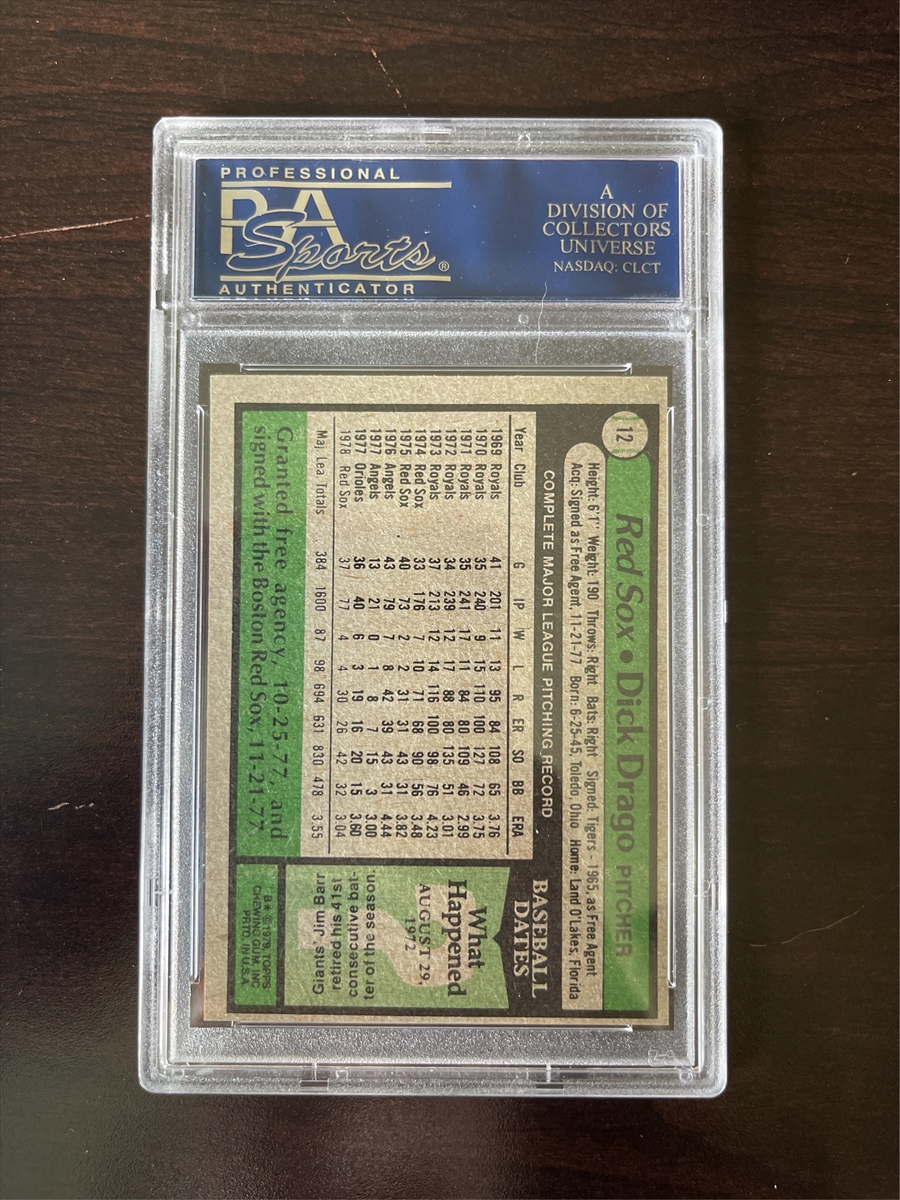 PROFESSIONAL
PSA
Sports®
AUTHENTICATOR
A
DIVISION OF
COLLECTORS
UNIVERSE
NASDAQ: CLCT
12
Red Sox • Dick Drago PITCHER
Height: 6'1" Weight: 190 Throws: Right Bats: Right Signed: Tigers - 1965, as Free Agent
Acq: Signed as Free Agent, 11-21-77 Born: 6-25-45, Toledo, Ohio Home: Land O'Lakes, Florida
COMPLETE MAJOR LEAGUE PITCHING RECORD
Year Club G IP W L R ER SO BB ERA
1969 Royals 41 201 11 13 95 84 108 65 3.76
1970 Royals 35 240 9 15 110 100 127 72 3.75
1971 Royals 35 241 17 11 84 80 109 46 2.99
1972 Royals 34 239 12 17 88 80 135 51 3.01
1973 Royals 37 213 12 14 116 100 98 76 4.23
1974 Red Sox 33 176 7 10 71 68 90 56 3.48
1975 Red Sox 40 73 2 2 31 31 43 31 3.82
1976 Angels 43 79 7 8 42 39 43 31 4.44
1977 Angels 13 21 0 1 8 7 15 3 3.00
1977 Orioles 36 40 6 3 19 16 20 15 3.60
1978 Red Sox 37 77 4 4 30 26 42 32 3.04
Maj. Lea. Totals 384 1600 87 98 694 631 830 478 3.55
Granted free agency, 10-25-77, and
signed with the Boston Red Sox, 11-21-77.
BASEBALL
DATES
What
Happened
AUGUST 29,
1972
?
Giants, Jim Barr
retired his 41st
consecutive bat-
ter of the season.
B* © 1979, TOPPS
CHEWING GUM, INC
PRTD. IN U.S.A.